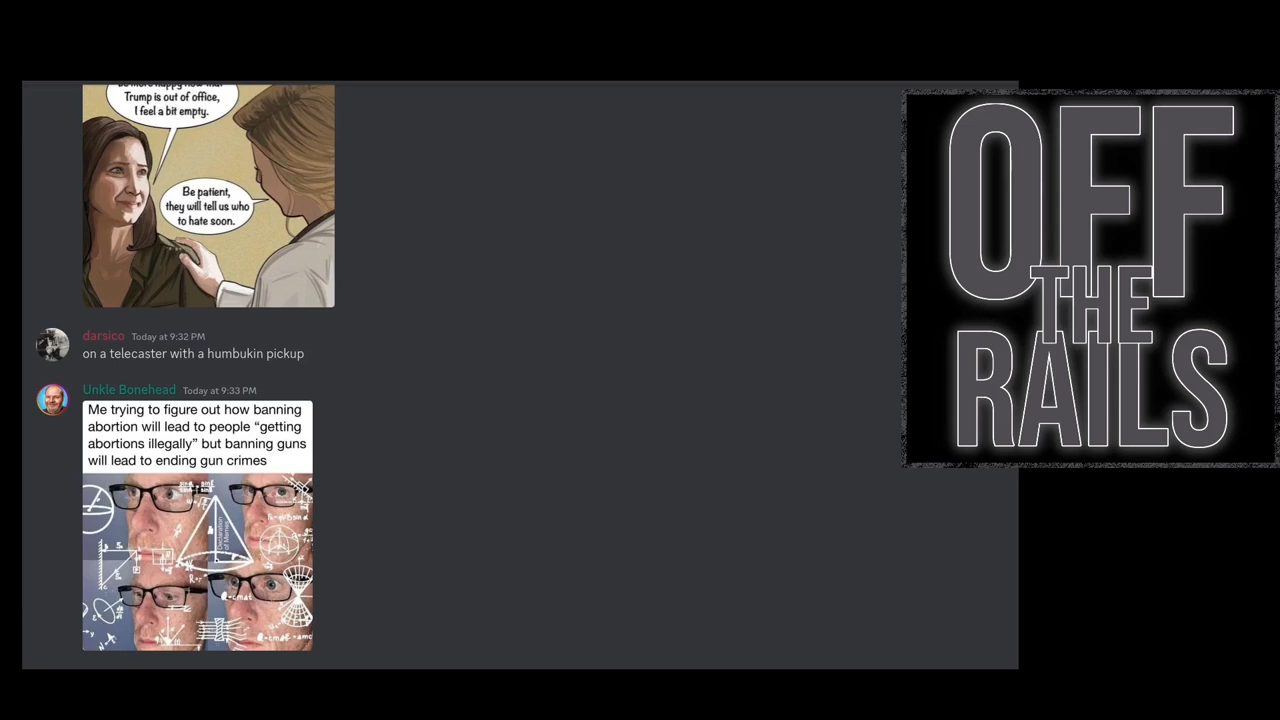 Trump is out of office,
I feel a bit empty.
Be patient,
they will tell us who
to hate soon.
darsico Today at 9:32 PM
on a telecaster with a humbukin pickup
Unkle Bonehead Today at 9:33 PM
Me trying to figure out how banning
abortion will lead to people “getting
abortions illegally” but banning guns
will lead to ending gun crimes
Declaration
of Memes
OFF
THE
RAILS